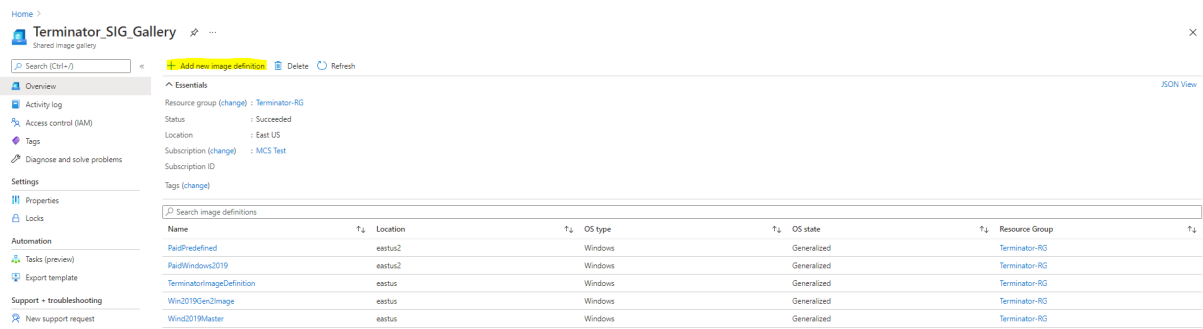 Home >
Terminator_SIG_Gallery ...
Shared image gallery
Search (Ctrl+/) «
Overview
Activity log
Access control (IAM)
Tags
Diagnose and solve problems
Settings
Properties
Locks
Automation
Tasks (preview)
Export template
Support + troubleshooting
New support request
+ Add new image definition Delete Refresh
Essentials JSON View
Resource group (change) : Terminator-RG
Status : Succeeded
Location : East US
Subscription (change) : MCS Test
Subscription ID
Tags (change)
Search image definitions
Name ↑↓ Location ↑↓ OS type ↑↓ OS state ↑↓ Resource Group ↑↓
PaidPredefined eastus2 Windows Generalized Terminator-RG
PaidWindows2019 eastus2 Windows Generalized Terminator-RG
TerminatorImageDefinition eastus Windows Generalized Terminator-RG
Win2019Gen2Image eastus Windows Generalized Terminator-RG
Wind2019Master eastus Windows Generalized Terminator-RG